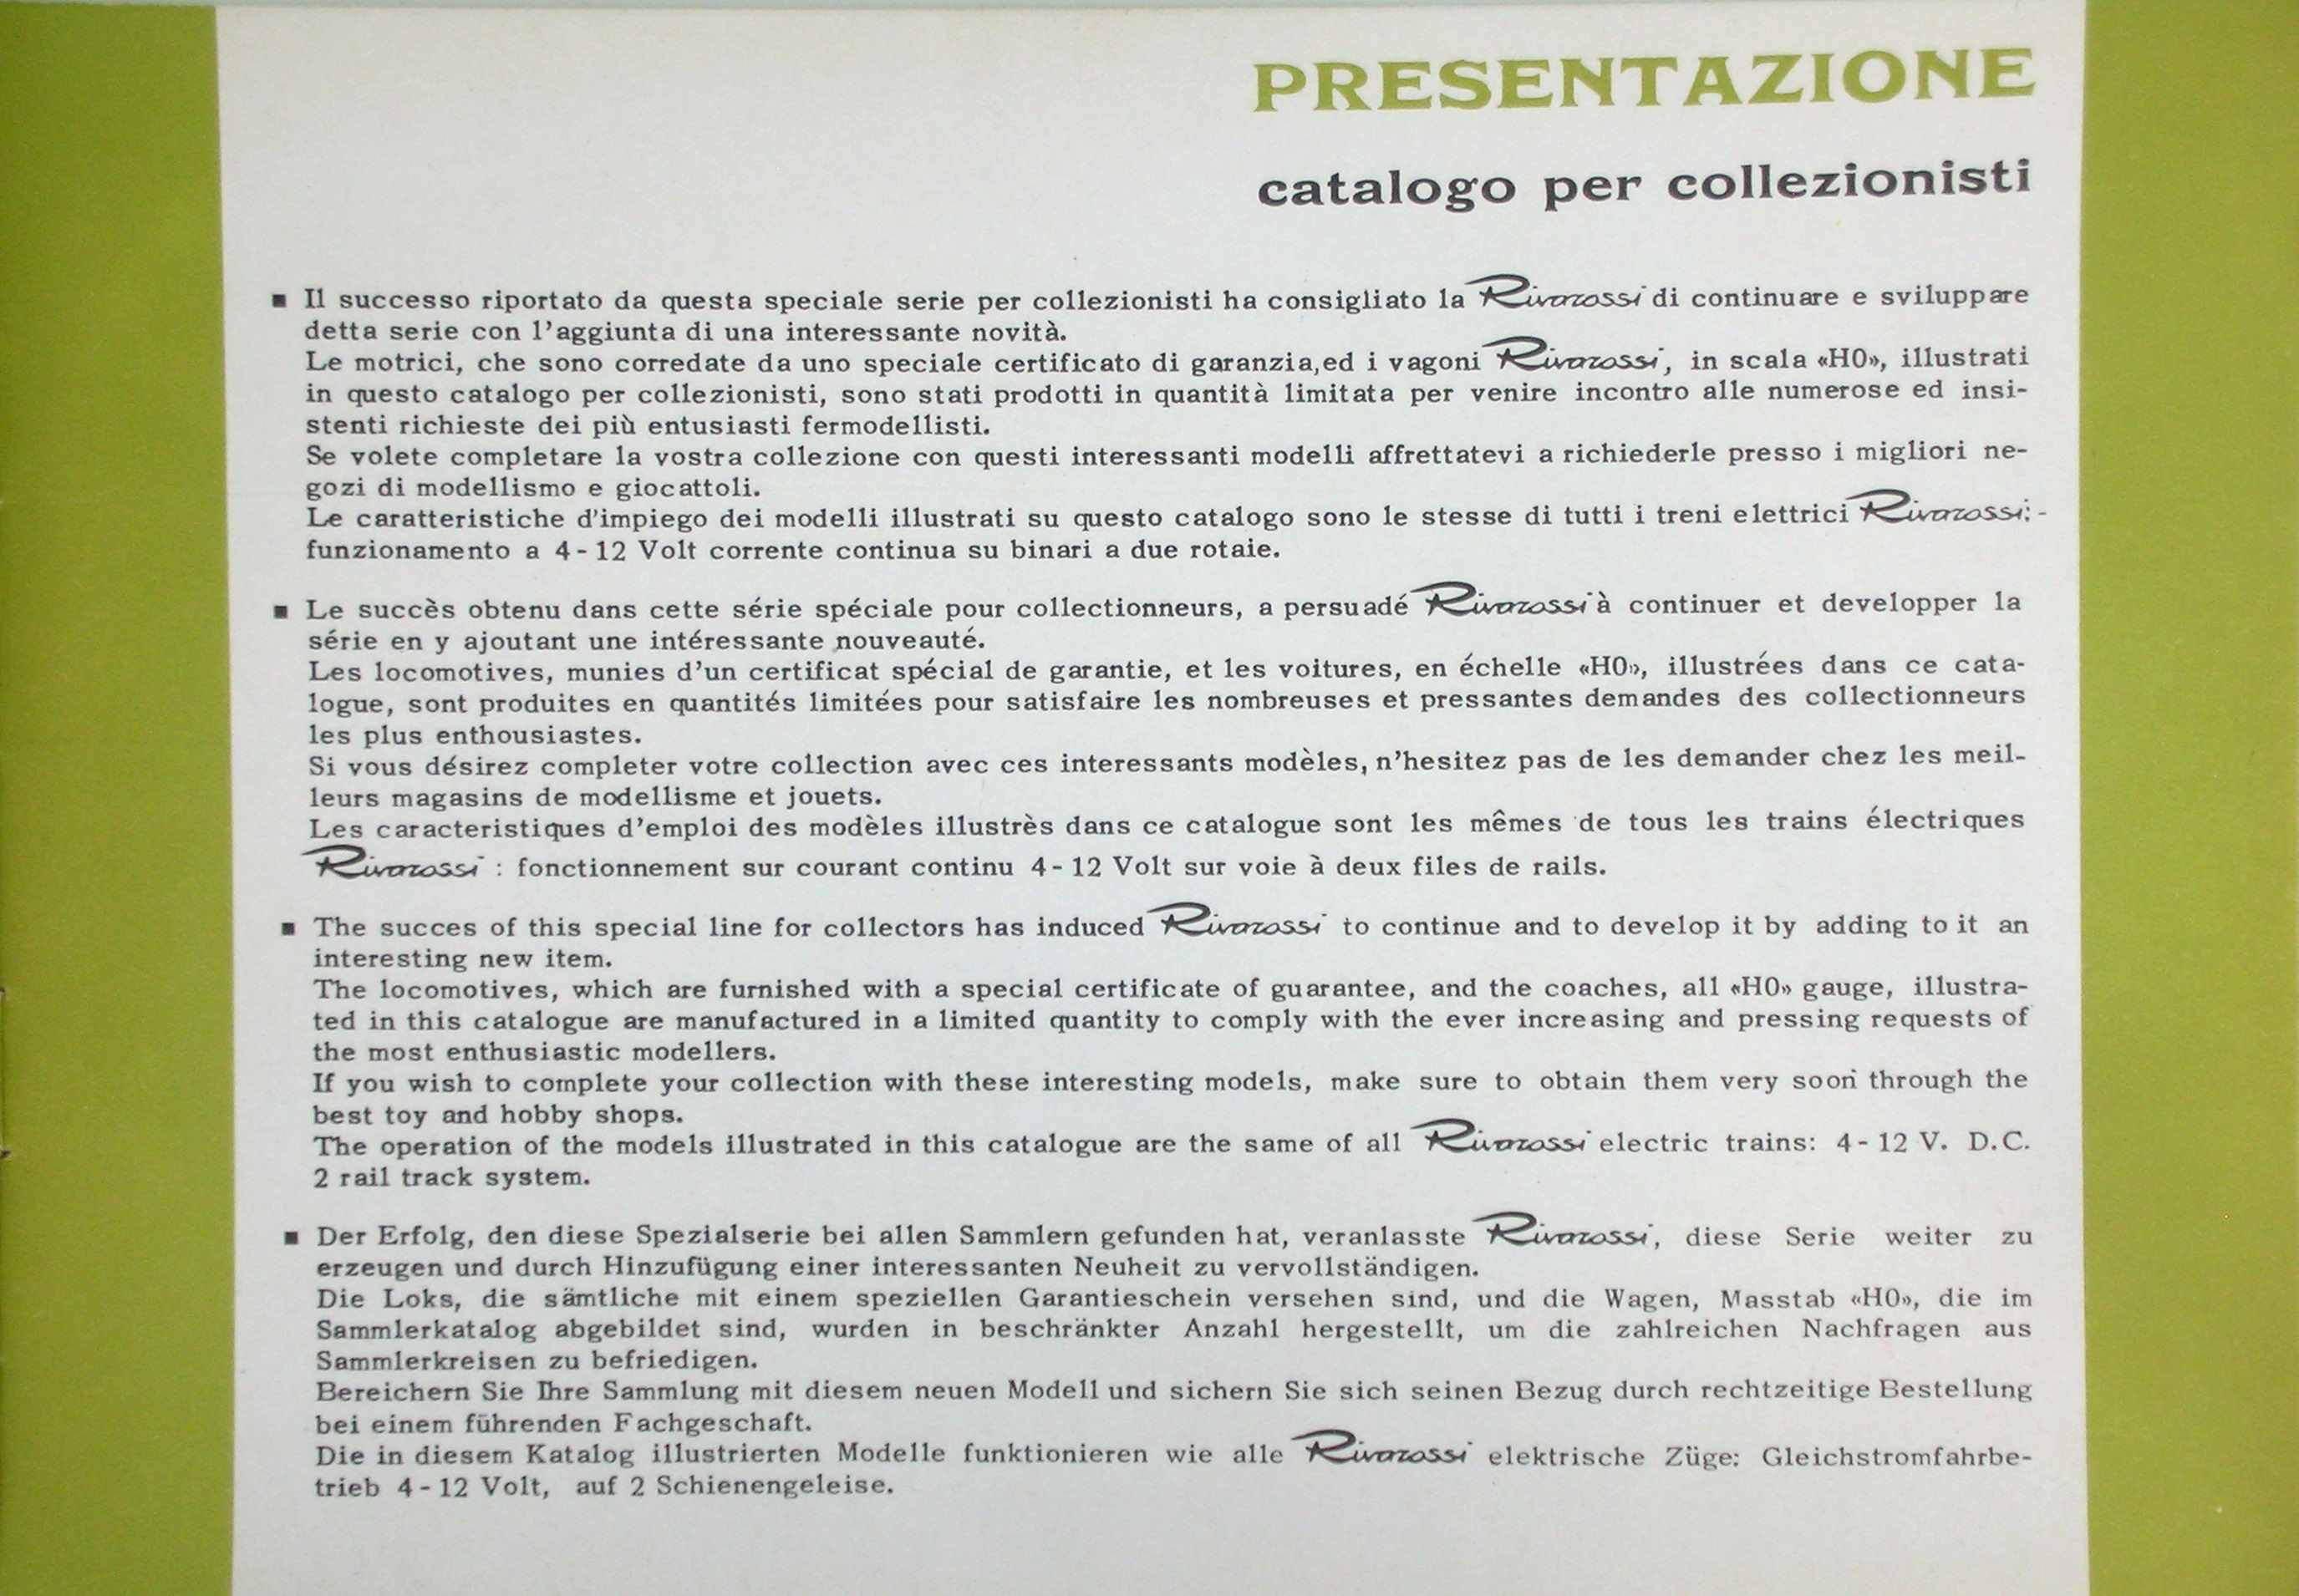 PRESENTAZIONE
catalogo per collezionisti
▪ Il successo riportato da questa speciale serie per collezionisti ha consigliato la Rivarossi di continuare e sviluppare
detta serie con l'aggiunta di una interessante novità.
Le motrici, che sono corredate da uno speciale certificato di garanzia,ed i vagoni Rivarossi, in scala «H0», illustrati
in questo catalogo per collezionisti, sono stati prodotti in quantità limitata per venire incontro alle numerose ed insi-
stenti richieste dei più entusiasti fermodellisti.
Se volete completare la vostra collezione con questi interessanti modelli affrettatevi a richiederle presso i migliori ne-
gozi di modellismo e giocattoli.
Le caratteristiche d'impiego dei modelli illustrati su questo catalogo sono le stesse di tutti i treni elettrici Rivarossi: -
funzionamento a 4 - 12 Volt corrente continua su binari a due rotaie.
▪ Le succès obtenu dans cette série spéciale pour collectionneurs, a persuadé Rivarossi à continuer et developper la
série en y ajoutant une intéressante nouveauté.
Les locomotives, munies d'un certificat spécial de garantie, et les voitures, en échelle «H0», illustrées dans ce cata-
logue, sont produites en quantités limitées pour satisfaire les nombreuses et pressantes demandes des collectionneurs
les plus enthousiastes.
Si vous désirez completer votre collection avec ces interessants modèles, n'hesitez pas de les demander chez les meil-
leurs magasins de modellisme et jouets.
Les caracteristiques d'emploi des modèles illustrès dans ce catalogue sont les mêmes de tous les trains électriques
Rivarossi : fonctionnement sur courant continu 4 - 12 Volt sur voie à deux files de rails.
▪ The succes of this special line for collectors has induced Rivarossi to continue and to develop it by adding to it an
interesting new item.
The locomotives, which are furnished with a special certificate of guarantee, and the coaches, all «H0» gauge, illustra-
ted in this catalogue are manufactured in a limited quantity to comply with the ever increasing and pressing requests of
the most enthusiastic modellers.
If you wish to complete your collection with these interesting models, make sure to obtain them very soon through the
best toy and hobby shops.
The operation of the models illustrated in this catalogue are the same of all Rivarossi electric trains: 4 - 12 V. D.C.
2 rail track system.
▪ Der Erfolg, den diese Spezialserie bei allen Sammlern gefunden hat, veranlasste Rivarossi, diese Serie weiter zu
erzeugen und durch Hinzufügung einer interessanten Neuheit zu vervollständigen.
Die Loks, die sämtliche mit einem speziellen Garantieschein versehen sind, und die Wagen, Masstab «H0», die im
Sammlerkatalog abgebildet sind, wurden in beschränkter Anzahl hergestellt, um die zahlreichen Nachfragen aus
Sammlerkreisen zu befriedigen.
Bereichern Sie Ihre Sammlung mit diesem neuen Modell und sichern Sie sich seinen Bezug durch rechtzeitige Bestellung
bei einem führenden Fachgeschaft.
Die in diesem Katalog illustrierten Modelle funktionieren wie alle Rivarossi elektrische Züge: Gleichstromfahrbe-
trieb 4 - 12 Volt, auf 2 Schienengeleise.